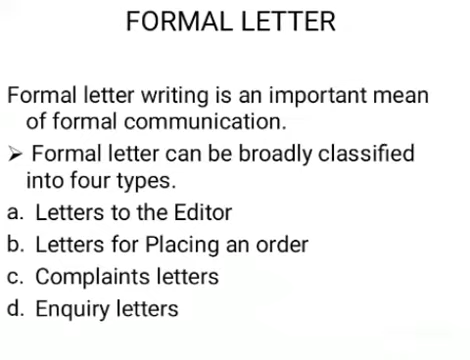 FORMAL LETTER
Formal letter writing is an important mean
of formal communication.
➢ Formal letter can be broadly classified
into four types.
a. Letters to the Editor
b. Letters for Placing an order
c. Complaints letters
d. Enquiry letters